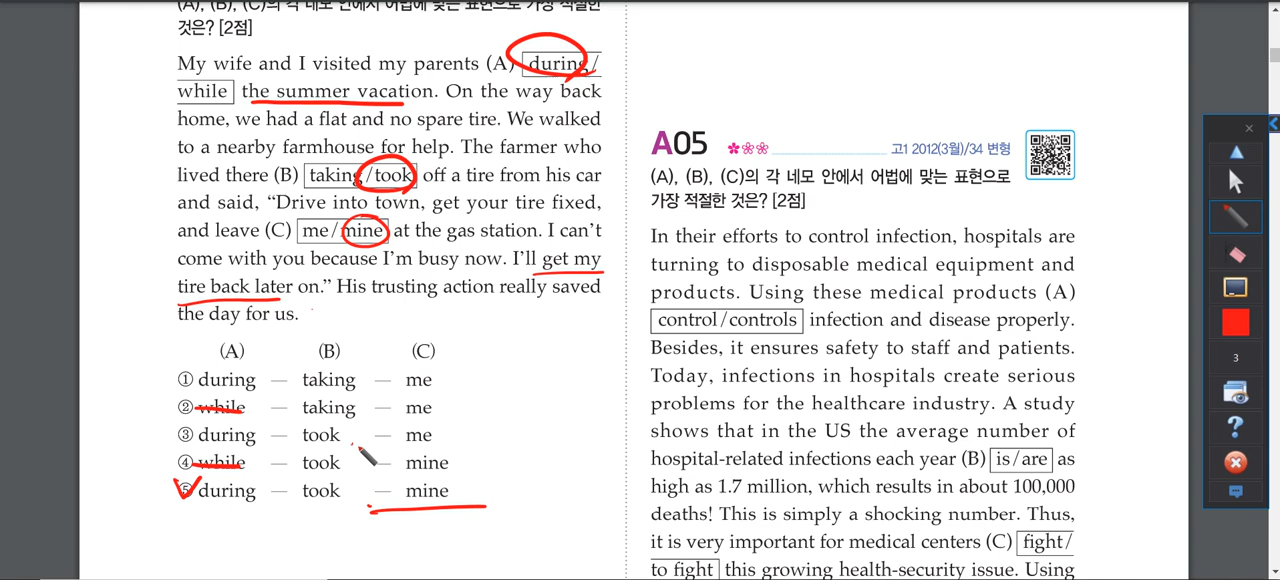 (A), (B), (C)의 각 네모 안에서 어법에 맞는 표현으로 가장 적절한
것은? [2점]
My wife and I visited my parents (A) during/
while the summer vacation. On the way back
home, we had a flat and no spare tire. We walked
to a nearby farmhouse for help. The farmer who
lived there (B) taking/took off a tire from his car
and said, “Drive into town, get your tire fixed,
and leave (C) me/mine at the gas station. I can’t
come with you because I’m busy now. I’ll get my
tire back later on.” His trusting action really saved
the day for us.
(A) (B) (C)
① during — taking — me
② while — taking — me
③ during — took — me
④ while — took — mine
⑤ during — took — mine
A05 고1 2012(3월)/34 변형
(A), (B), (C)의 각 네모 안에서 어법에 맞는 표현으로
가장 적절한 것은? [2점]
In their efforts to control infection, hospitals are
turning to disposable medical equipment and
products. Using these medical products (A)
control/controls infection and disease properly.
Besides, it ensures safety to staff and patients.
Today, infections in hospitals create serious
problems for the healthcare industry. A study
shows that in the US the average number of
hospital-related infections each year (B) is/are as
high as 1.7 million, which results in about 100,000
deaths! This is simply a shocking number. Thus,
it is very important for medical centers (C) fight/
to fight this growing health-security issue. Using
3